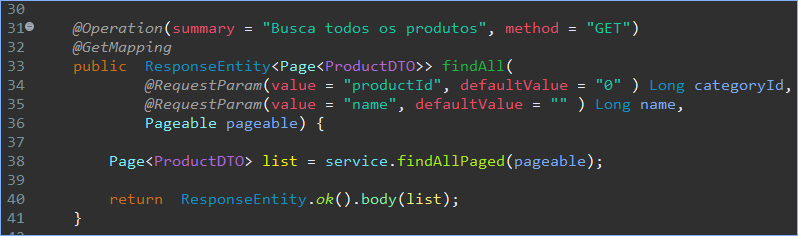 30
31 @Operation(summary = "Busca todos os produtos", method = "GET")
32 @GetMapping
33 public ResponseEntity<Page<ProductDTO>> findAll(
34 @RequestParam(value = "productId", defaultValue = "0" ) Long categoryId,
35 @RequestParam(value = "name", defaultValue = "" ) Long name,
36 Pageable pageable) {
37
38 Page<ProductDTO> list = service.findAllPaged(pageable);
39
40 return ResponseEntity.ok().body(list);
41 }